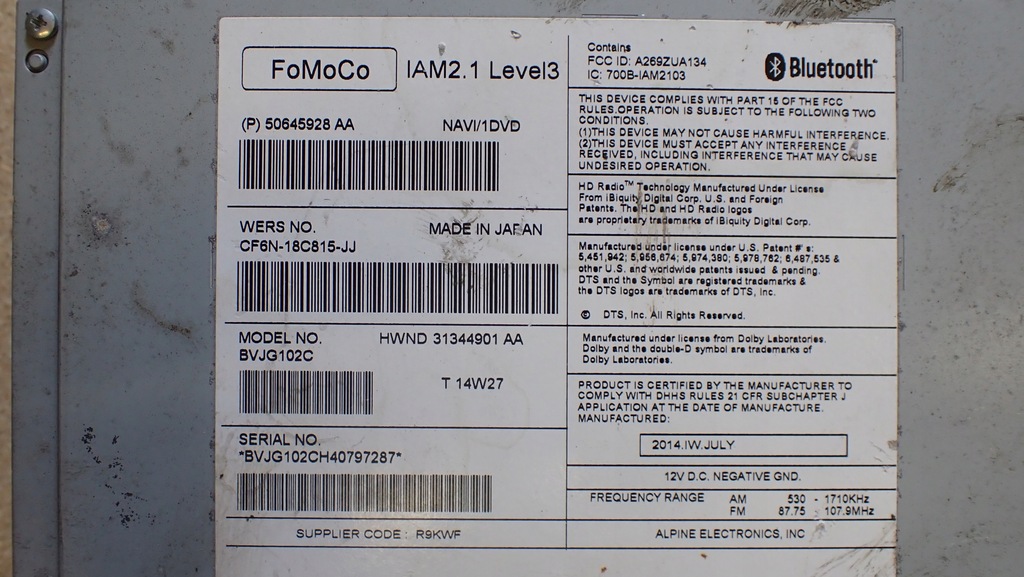 FoMoCo
IAM2.1 Level3
(P) 50645928 AA
NAVI/1DVD
WERS NO.
MADE IN JAPAN
CF6N-18C815-JJ
MODEL NO.
HWND 31344901 AA
BVJG102C
T 14W27
SERIAL NO.
*BVJG102CH40797287*
SUPPLIER CODE : R9KWF
Contains
FCC ID: A269ZUA134
IC: 700B-IAM2103
Bluetooth
THIS DEVICE COMPLIES WITH PART 15 OF THE FCC
RULES.OPERATION IS SUBJECT TO THE FOLLOWING TWO
CONDITIONS.
(1)THIS DEVICE MAY NOT CAUSE HARMFUL INTERFERENCE.
(2)THIS DEVICE MUST ACCEPT ANY INTERFERENCE
RECEIVED, INCLUDING INTERFERENCE THAT MAY CAUSE
UNDESIRED OPERATION.
HD Radio™ Technology Manufactured Under License
From iBiquity Digital Corp. U.S. and Foreign
Patents. The HD and HD Radio logos
are proprietary trademarks of iBiquity Digital Corp.
Manufactured under license under U.S. Patent #'s:
5,451,942; 5,956,674; 5,974,380; 5,978,762; 6,487,535 &
other U.S. and worldwide patents issued & pending.
DTS and the Symbol are registered trademarks &
the DTS logos are trademarks of DTS, Inc.
© DTS, Inc. All Rights Reserved.
Manufactured under license from Dolby Laboratories.
Dolby and the double-D symbol are trademarks of
Dolby Laboratories.
PRODUCT IS CERTIFIED BY THE MANUFACTURER TO
COMPLY WITH DHHS RULES 21 CFR SUBCHAPTER J
APPLICATION AT THE DATE OF MANUFACTURE.
MANUFACTURED:
2014.IW.JULY
12V D.C. NEGATIVE GND.
FREQUENCY RANGE AM 530 - 1710KHz
FM 87.75 - 107.9MHz
ALPINE ELECTRONICS, INC